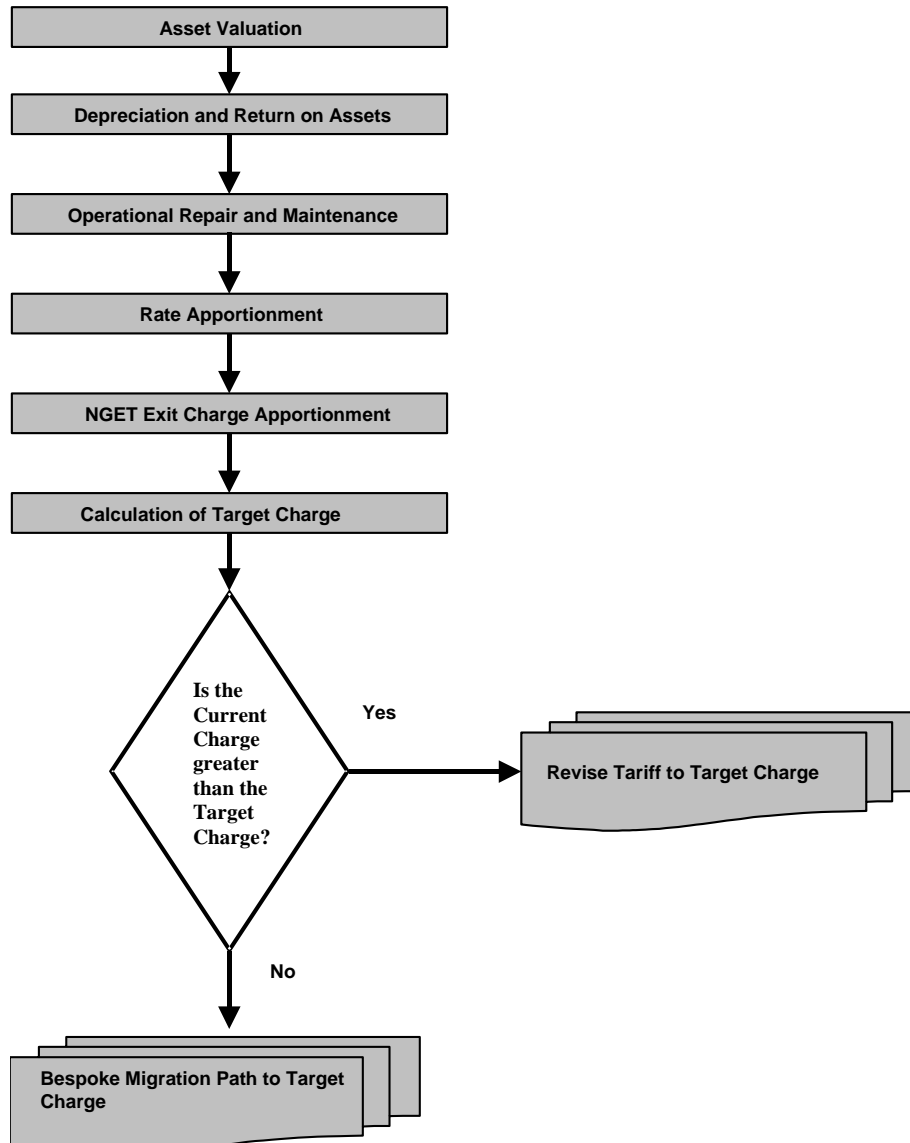 Asset Valuation
Depreciation and Return on Assets
Operational Repair and Maintenance
Rate Apportionment
NGET Exit Charge Apportionment
Calculation of Target Charge
Is the
Current
Charge
greater
than the
Target
Charge?
Yes
Revise Tariff to Target Charge
No
Bespoke Migration Path to Target
Charge